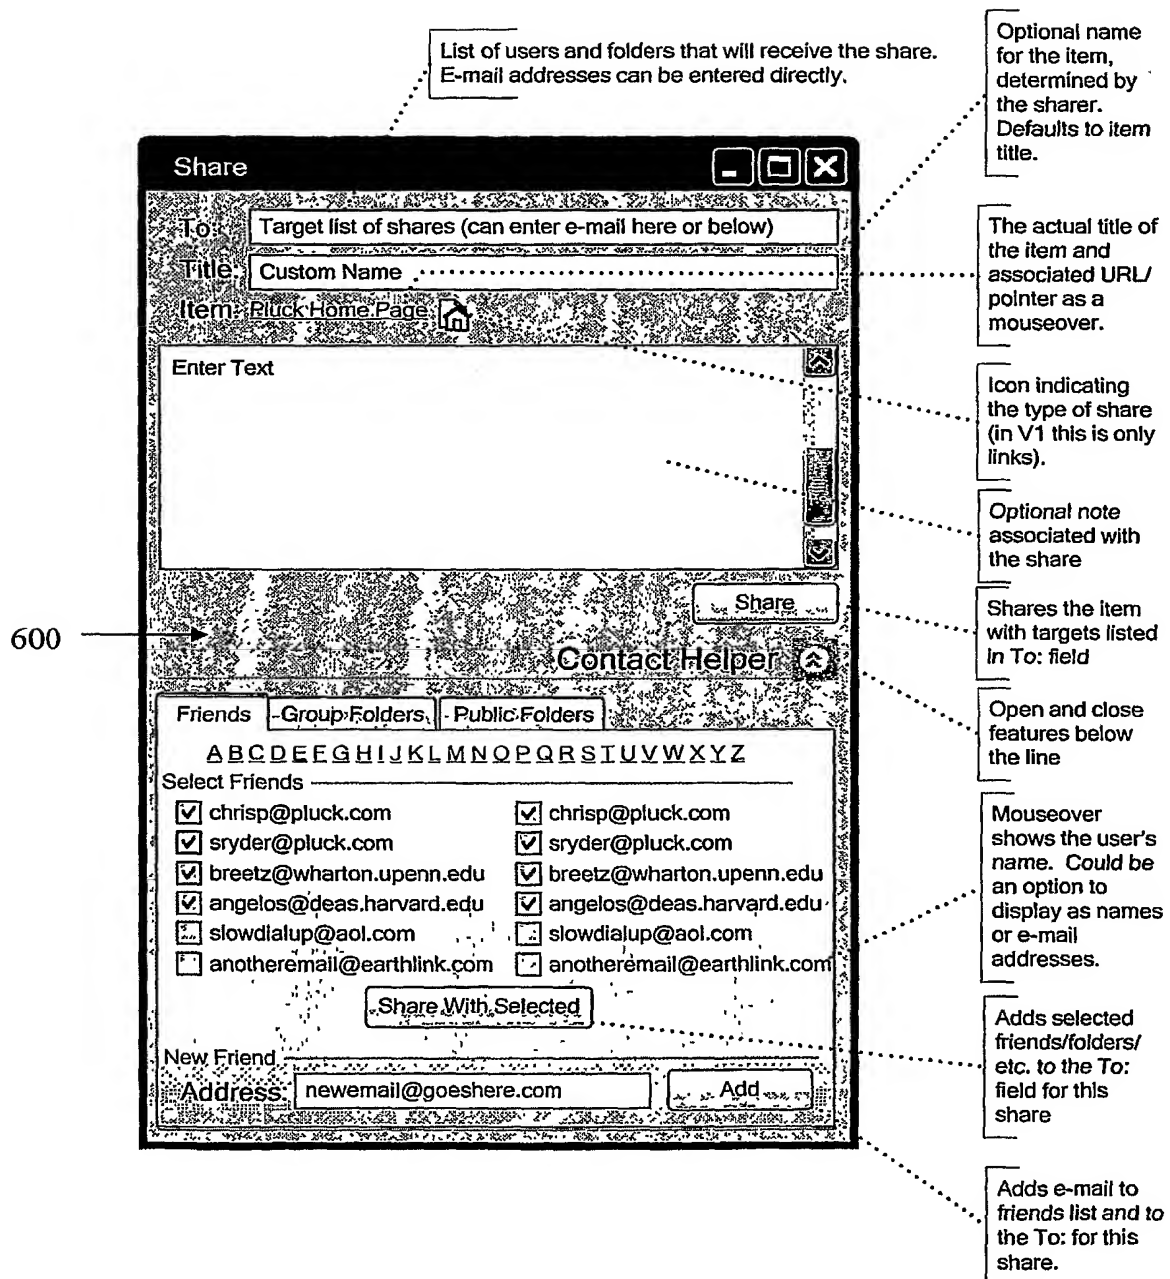 List of users and folders that will receive the share.
E-mail addresses can be entered directly.
Optional name
for the item,
determined by
the sharer.
Defaults to item
title.
Share
To:
Target list of shares (can enter e-mail here or below)
Title:
Custom Name
Item: Pluck Home Page
The actual title of
the item and
associated URL/
pointer as a
mouseover.
Enter Text
Icon indicating
the type of share
(in V1 this is only
links).
Optional note
associated with
the share
Share
Shares the item
with targets listed
in To: field
600
Contact Helper
Open and close
features below
the line
Friends Group Folders Public Folders
A B C D E F G H I J K L M N O P Q R S T U V W X Y Z
Select Friends
chrisp@pluck.com chrisp@pluck.com
sryder@pluck.com sryder@pluck.com
breetz@wharton.upenn.edu breetz@wharton.upenn.edu
angelos@deas.harvard.edu angelos@deas.harvard.edu
slowdialup@aol.com slowdialup@aol.com
anotheremail@earthlink.com anotheremail@earthlink.com
Mouseover
shows the user's
name. Could be
an option to
display as names
or e-mail
addresses.
Share With Selected
Adds selected
friends/folders/
etc. to the To:
field for this
share
New Friend
Address: newemail@goeshere.com Add
Adds e-mail to
friends list and to
the To: for this
share.